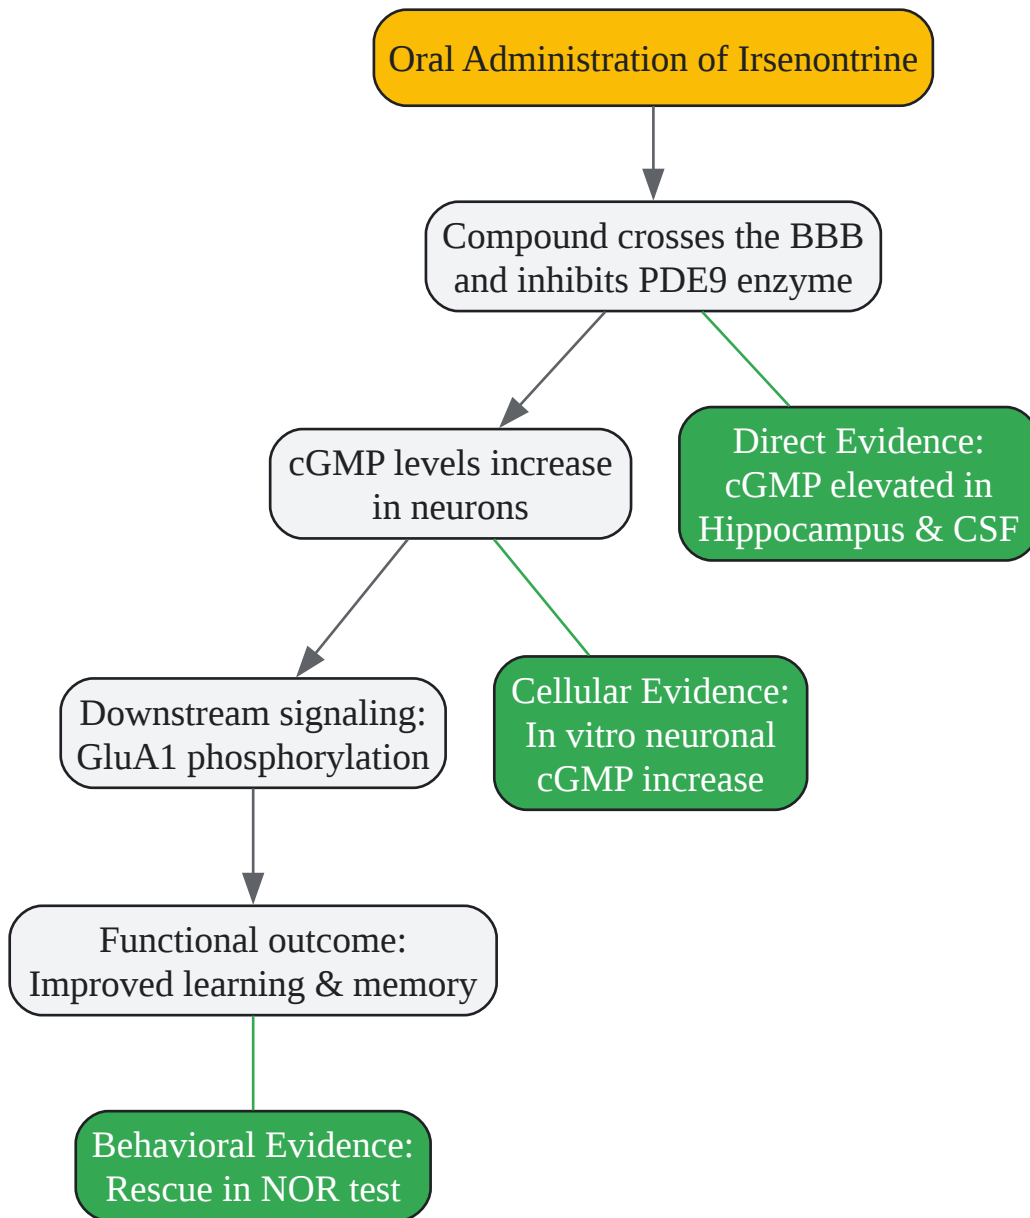 Oral Administration of Irsenontrine
Compound crosses the BBB
and inhibits PDE9 enzyme
Direct Evidence:
cGMP elevated in
Hippocampus & CSF
cGMP levels increase
in neurons
Cellular Evidence:
In vitro neuronal
cGMP increase
Downstream signaling:
GluA1 phosphorylation
Functional outcome:
Improved learning & memory
Behavioral Evidence:
Rescue in NOR test